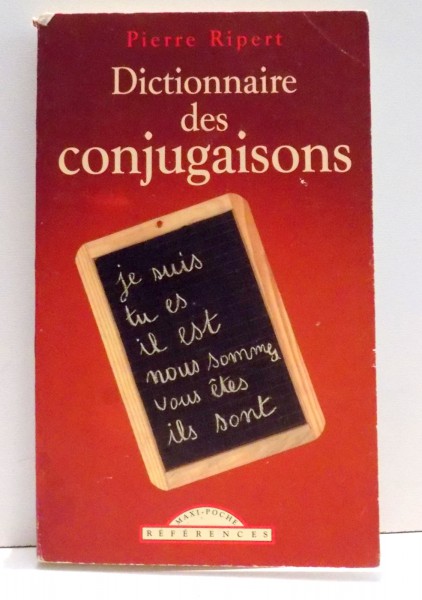 Pierre Ripert
Dictionnaire
des
conjugaisons
je suis
tu es
il est
nous sommes
vous êtes
ils sont
MAXI-POCHE
RÉFÉRENCES